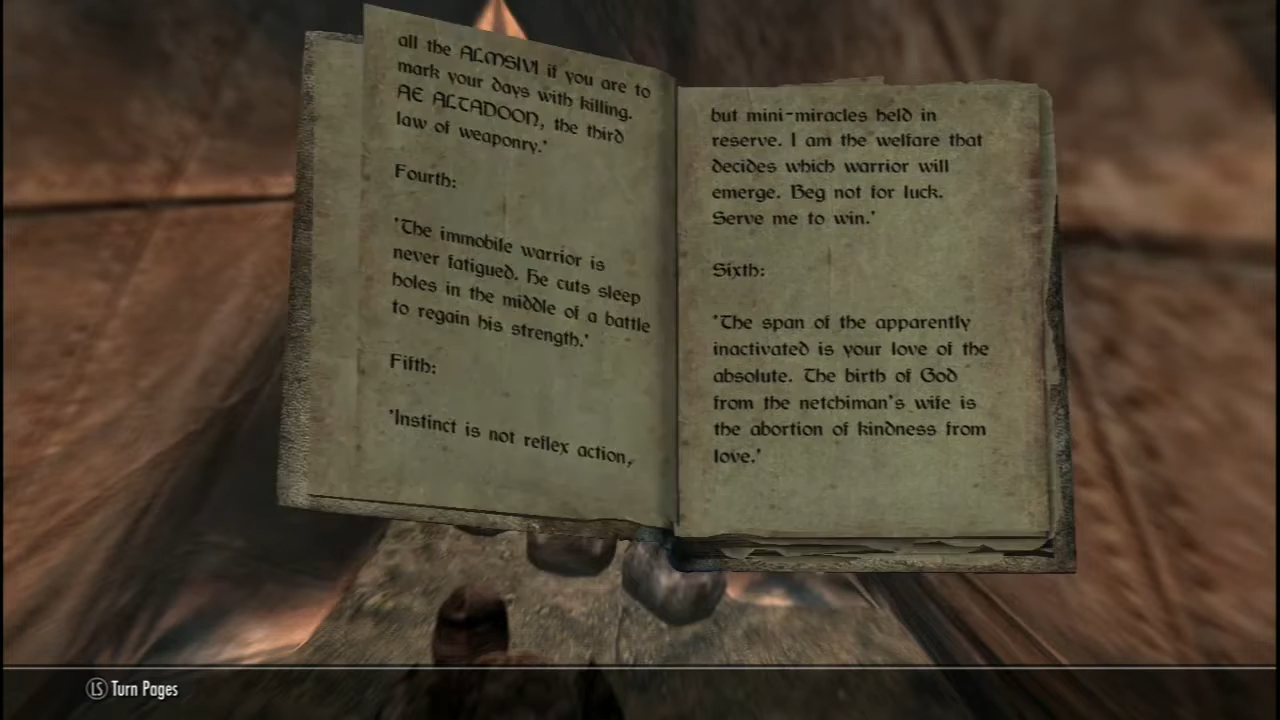 all the ALMSIVI if you are to
mark your days with killing.
AE ALTADOON, the third
law of weaponry.'
Fourth:
'The immobile warrior is
never fatigued. He cuts sleep
holes in the middle of a battle
to regain his strength.'
Fifth:
'Instinct is not reflex action,
but mini-miracles held in
reserve. I am the welfare that
decides which warrior will
emerge. Beg not for luck.
Serve me to win.'
Sixth:
'The span of the apparently
inactivated is your love of the
absolute. The birth of God
from the netchiman's wife is
the abortion of kindness from
love.'
LS Turn Pages